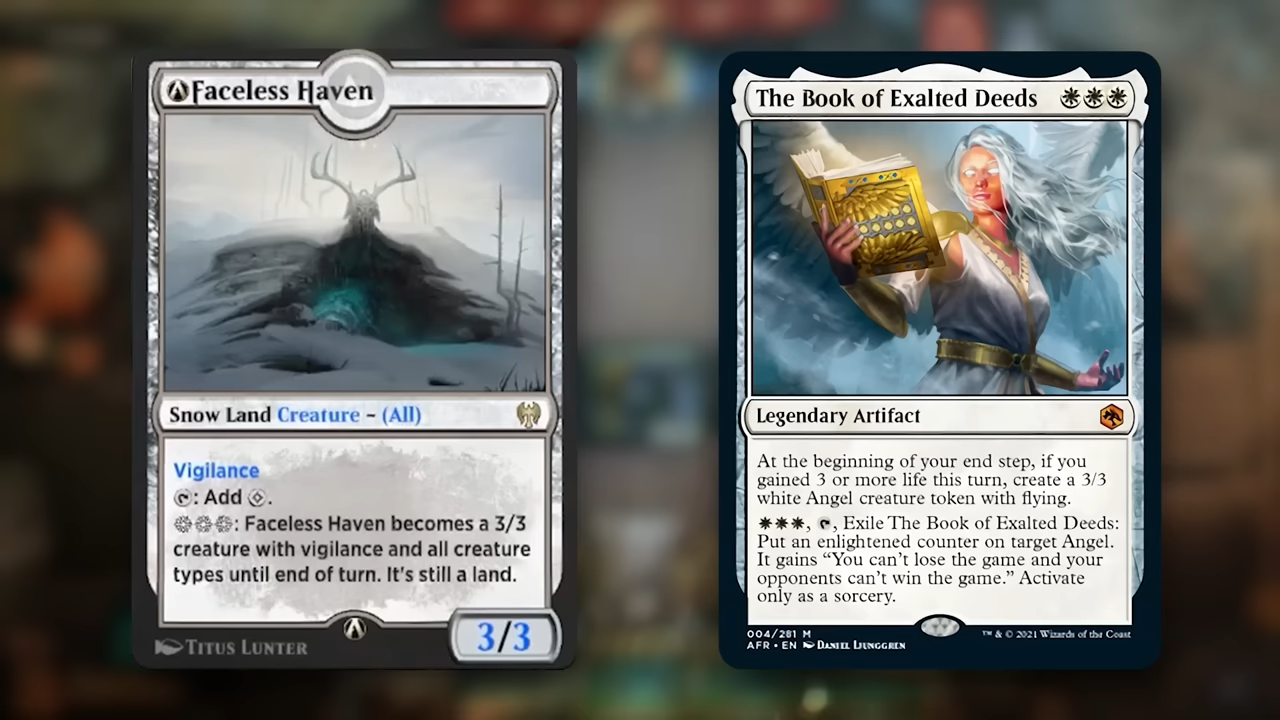 Faceless Haven
Snow Land Creature ~ (All)
Vigilance
: Add .
: Faceless Haven becomes a 3/3
creature with vigilance and all creature
types until end of turn. It's still a land.
TITUS LUNTER
3/3
The Book of Exalted Deeds
Legendary Artifact
At the beginning of your end step, if you
gained 3 or more life this turn, create a 3/3
white Angel creature token with flying.
, , Exile The Book of Exalted Deeds:
Put an enlightened counter on target Angel.
It gains “You can’t lose the game and your
opponents can’t win the game.” Activate
only as a sorcery.
004/281 M
AFR • EN DANIEL LJUNGGREN
™ & © 2021 Wizards of the Coast